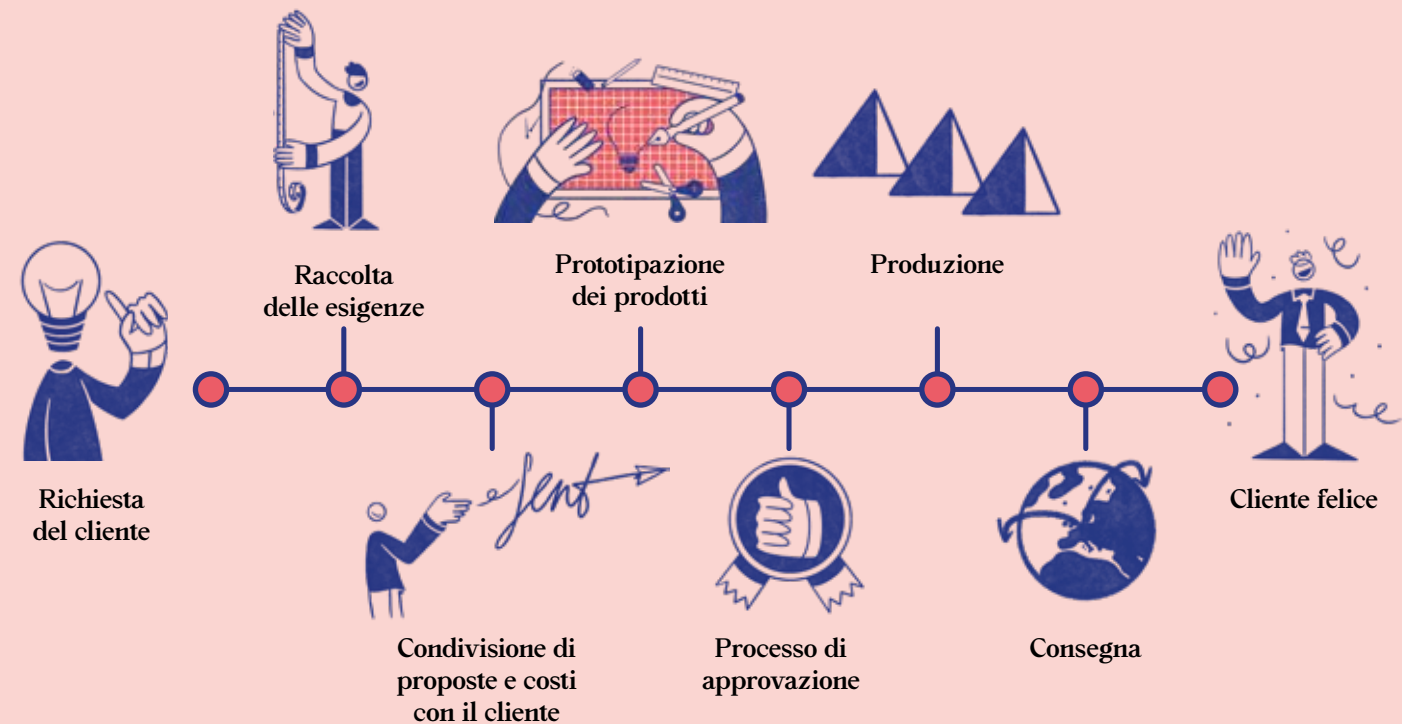 Richiesta
del cliente
Raccolta
delle esigenze
Condivisione di
proposte e costi
con il cliente
sent
Prototipazione
dei prodotti
Processo di
approvazione
Produzione
Consegna
Cliente felice